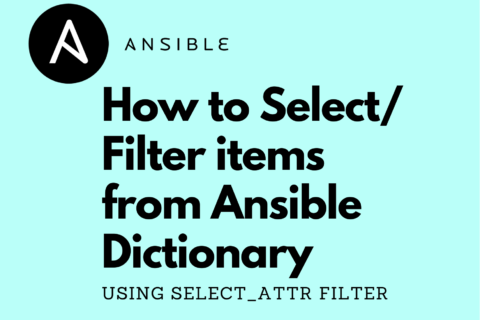 ANSIBLE
How to Select/
Filter items
from Ansible
Dictionary
USING SELECT_ATTR FILTER